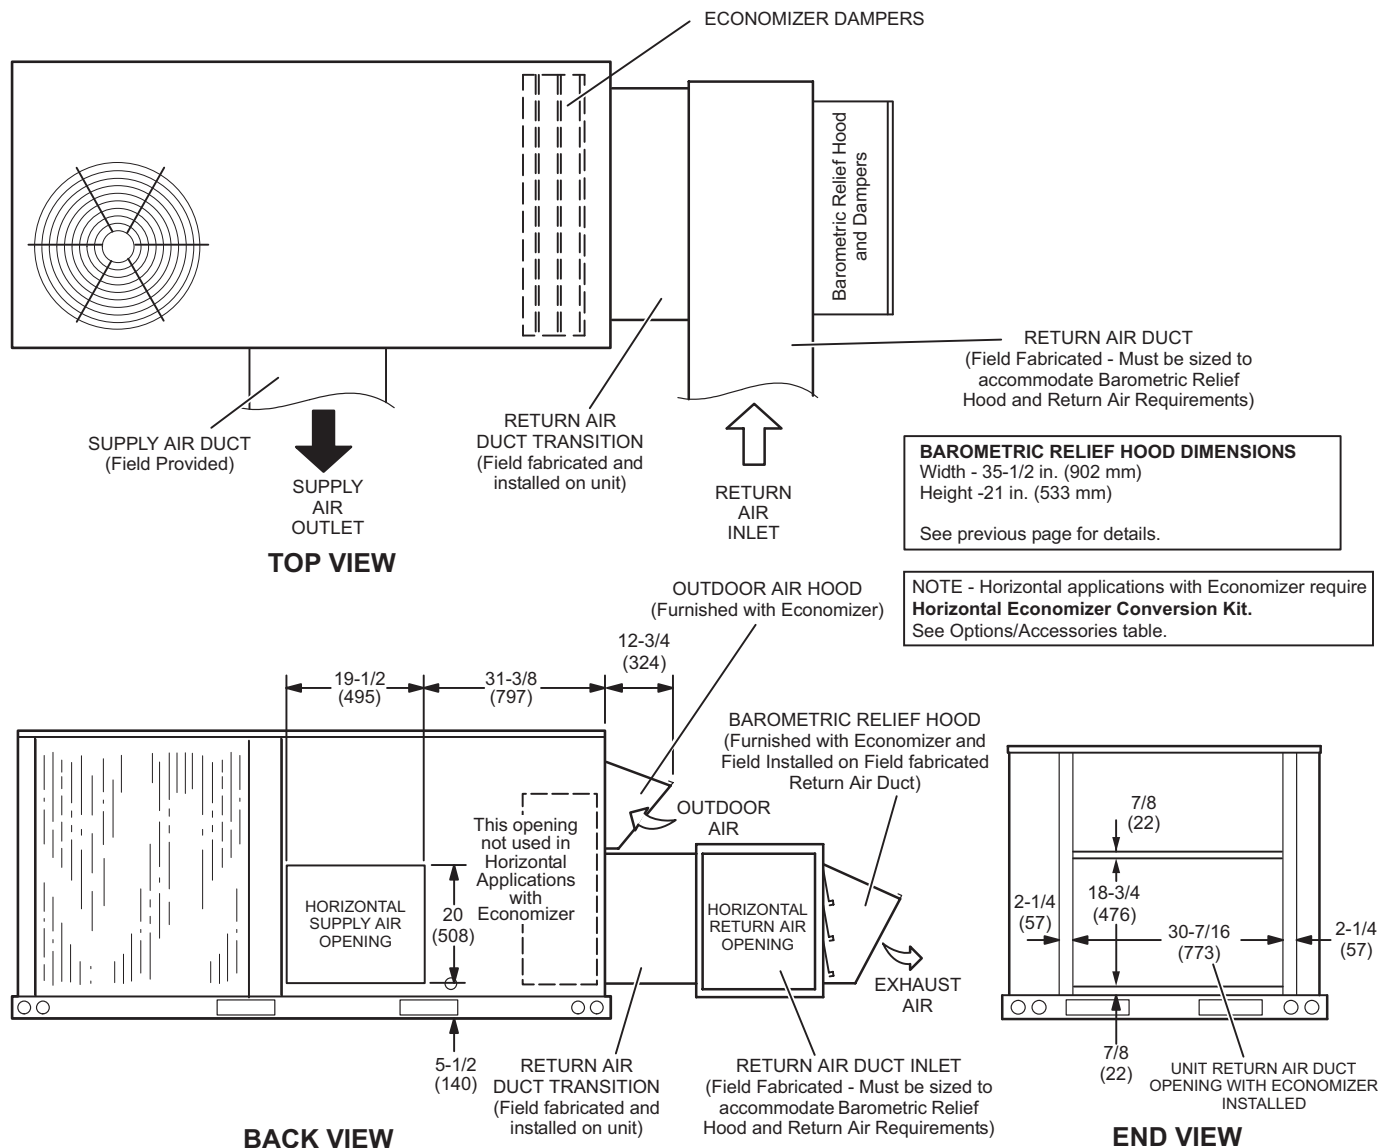 ECONOMIZER DAMPERS
Barometric Relief Hood
and Dampers
RETURN AIR DUCT
(Field Fabricated - Must be sized to
accommodate Barometric Relief
Hood and Return Air Requirements)
SUPPLY AIR DUCT
(Field Provided)
SUPPLY
AIR
OUTLET
RETURN AIR
DUCT TRANSITION
(Field fabricated and
installed on unit)
RETURN
AIR
INLET
TOP VIEW
BAROMETRIC RELIEF HOOD DIMENSIONS
Width - 35-1/2 in. (902 mm)
Height -21 in. (533 mm)
See previous page for details.
NOTE - Horizontal applications with Economizer require
Horizontal Economizer Conversion Kit.
See Options/Accessories table.
OUTDOOR AIR HOOD
(Furnished with Economizer)
12-3/4
(324)
19-1/2
(495)
31-3/8
(797)
BAROMETRIC RELIEF HOOD
(Furnished with Economizer and
Field Installed on Field fabricated
Return Air Duct)
OUTDOOR
AIR
This opening
not used in
Horizontal
Applications
with
Economizer
HORIZONTAL
SUPPLY AIR
OPENING
20
(508)
HORIZONTAL
RETURN AIR
OPENING
EXHAUST
AIR
5-1/2
(140)
RETURN AIR
DUCT TRANSITION
(Field fabricated and
installed on unit)
RETURN AIR DUCT INLET
(Field Fabricated - Must be sized to
accommodate Barometric Relief
Hood and Return Air Requirements)
BACK VIEW
7/8
(22)
18-3/4
(476)
2-1/4
(57)
30-7/16
(773)
2-1/4
(57)
7/8
(22)
UNIT RETURN AIR DUCT
OPENING WITH ECONOMIZER
INSTALLED
END VIEW